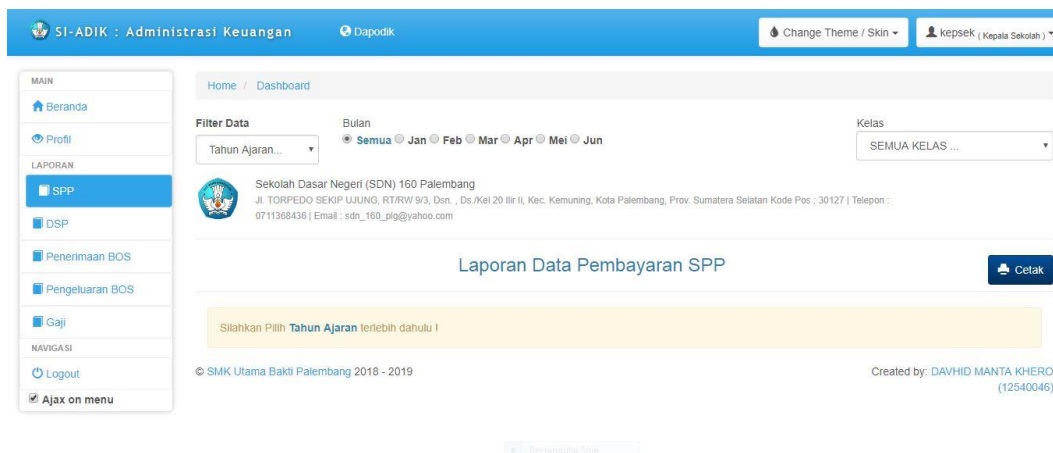 SI-ADIK : Administrasi Keuangan
Dapodik
Change Theme / Skin
kepsek ( Kepala Sekolah )
MAIN
Beranda
Profil
LAPORAN
SPP
DSP
Penerimaan BOS
Pengeluaran BOS
Gaji
NAVIGASI
Logout
Ajax on menu
Home / Dashboard
Filter Data
Tahun Ajaran...
Bulan
Semua Jan Feb Mar Apr Mei Jun
Kelas
SEMUA KELAS ...
Sekolah Dasar Negeri (SDN) 160 Palembang
Jl. TORPEDO SEKIP UJUNG, RT/RW 9/3, Dsn. , Ds./Kel 20 Ilir Ii, Kec. Kemuning, Kota Palembang, Prov. Sumatera Selatan Kode Pos : 30127 | Telepon :
0711368436 | Email : sdn_160_plg@yahoo.com
Laporan Data Pembayaran SPP
Cetak
Silahkan Pilih Tahun Ajaran terlebih dahulu !
© SMK Utama Bakti Palembang 2018 - 2019
Created by: DAVHID MANTA KHERO
(12540046)
Rectangular Snip